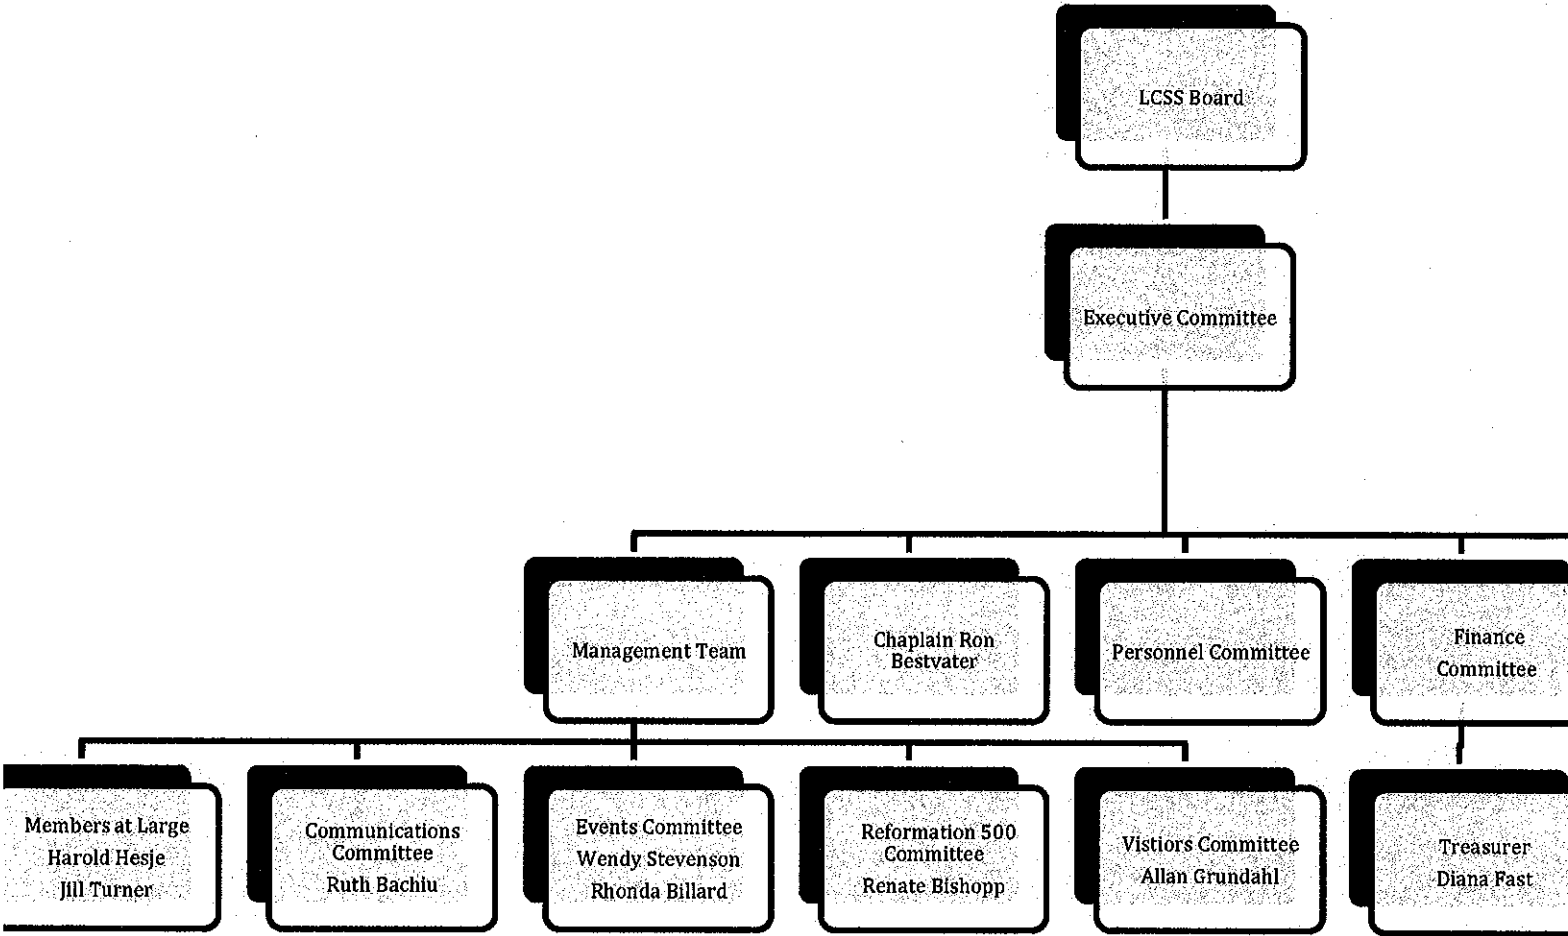 LCSS Board
Executive Committee
Management Team
Chaplain Ron
Bestvater
Personnel Committee
Finance
Committee
Members at Large
Harold Hesje
Jill Turner
Communications
Committee
Ruth Bachiu
Events Committee
Wendy Stevenson
Rhonda Billard
Reformation 500
Committee
Renate Bishopp
Vistiors Committee
Allan Grundahl
Treasurer
Diana Fast